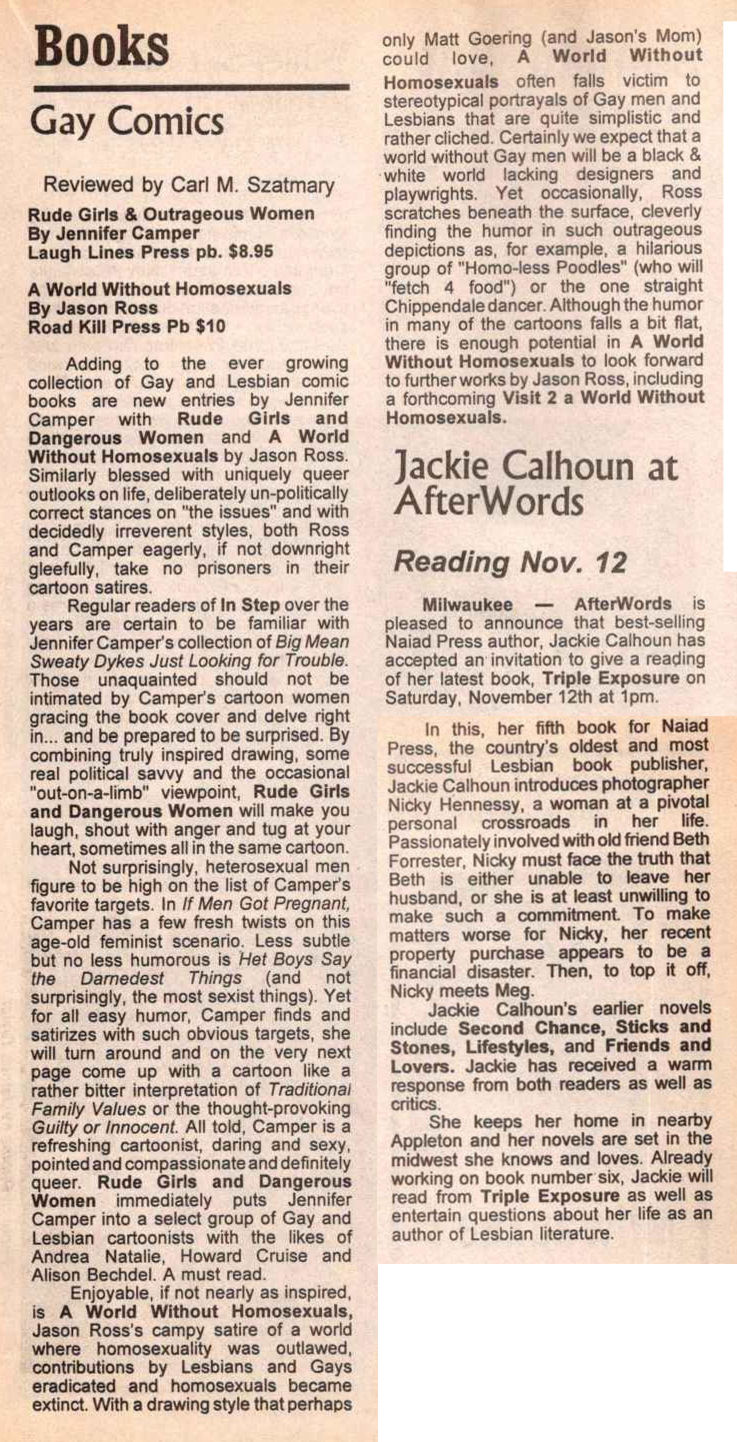 Books
Gay Comics
Reviewed by Carl M. Szatmary
Rude Girls & Outrageous Women
By Jennifer Camper
Laugh Lines Press pb. $8.95
A World Without Homosexuals
By Jason Ross
Road Kill Press Pb $10
Adding to the ever growing
collection of Gay and Lesbian comic
books are new entries by Jennifer
Camper with Rude Girls and
Dangerous Women and A World
Without Homosexuals by Jason Ross.
Similarly blessed with uniquely queer
outlooks on life, deliberately un-politically
correct stances on "the issues" and with
decidedly irreverent styles, both Ross
and Camper eagerly, if not downright
gleefully, take no prisoners in their
cartoon satires.
Regular readers of In Step over the
years are certain to be familiar with
Jennifer Camper's collection of Big Mean
Sweaty Dykes Just Looking for Trouble.
Those unaquainted should not be
intimated by Camper's cartoon women
gracing the book cover and delve right
in... and be prepared to be surprised. By
combining truly inspired drawing, some
real political savvy and the occasional
"out-on-a-limb" viewpoint, Rude Girls
and Dangerous Women will make you
laugh, shout with anger and tug at your
heart, sometimes all in the same cartoon.
Not surprisingly, heterosexual men
figure to be high on the list of Camper's
favorite targets. In If Men Got Pregnant,
Camper has a few fresh twists on this
age-old feminist scenario. Less subtle
but no less humorous is Het Boys Say
the Darnedest Things (and not
surprisingly, the most sexist things). Yet
for all easy humor, Camper finds and
satirizes with such obvious targets, she
will turn around and on the very next
page come up with a cartoon like a
rather bitter interpretation of Traditional
Family Values or the thought-provoking
Guilty or Innocent. All told, Camper is a
refreshing cartoonist, daring and sexy,
pointed and compassionate and definitely
queer. Rude Girls and Dangerous
Women immediately puts Jennifer
Camper into a select group of Gay and
Lesbian cartoonists with the likes of
Andrea Natalie, Howard Cruise and
Alison Bechdel. A must read.
Enjoyable, if not nearly as inspired,
is A World Without Homosexuals,
Jason Ross's campy satire of a world
where homosexuality was outlawed,
contributions by Lesbians and Gays
eradicated and homosexuals became
extinct. With a drawing style that perhaps
only Matt Goering (and Jason's Mom)
could love, A World Without
Homosexuals often falls victim to
stereotypical portrayals of Gay men and
Lesbians that are quite simplistic and
rather cliched. Certainly we expect that a
world without Gay men will be a black &
white world lacking designers and
playwrights. Yet occasionally, Ross
scratches beneath the surface, cleverly
finding the humor in such outrageous
depictions as, for example, a hilarious
group of "Homo-less Poodles" (who will
"fetch 4 food") or the one straight
Chippendale dancer. Although the humor
in many of the cartoons falls a bit flat,
there is enough potential in A World
Without Homosexuals to look forward
to further works by Jason Ross, including
a forthcoming Visit 2 a World Without
Homosexuals.
Jackie Calhoun at
AfterWords
Reading Nov. 12
Milwaukee — AfterWords is
pleased to announce that best-selling
Naiad Press author, Jackie Calhoun has
accepted an invitation to give a reading
of her latest book, Triple Exposure on
Saturday, November 12th at 1pm.
In this, her fifth book for Naiad
Press, the country's oldest and most
successful Lesbian book publisher,
Jackie Calhoun introduces photographer
Nicky Hennessy, a woman at a pivotal
personal crossroads in her life.
Passionately involved with old friend Beth
Forrester, Nicky must face the truth that
Beth is either unable to leave her
husband, or she is at least unwilling to
make such a commitment. To make
matters worse for Nicky, her recent
property purchase appears to be a
financial disaster. Then, to top it off,
Nicky meets Meg.
Jackie Calhoun's earlier novels
include Second Chance, Sticks and
Stones, Lifestyles, and Friends and
Lovers. Jackie has received a warm
response from both readers as well as
critics.
She keeps her home in nearby
Appleton and her novels are set in the
midwest she knows and loves. Already
working on book number six, Jackie will
read from Triple Exposure as well as
entertain questions about her life as an
author of Lesbian literature.